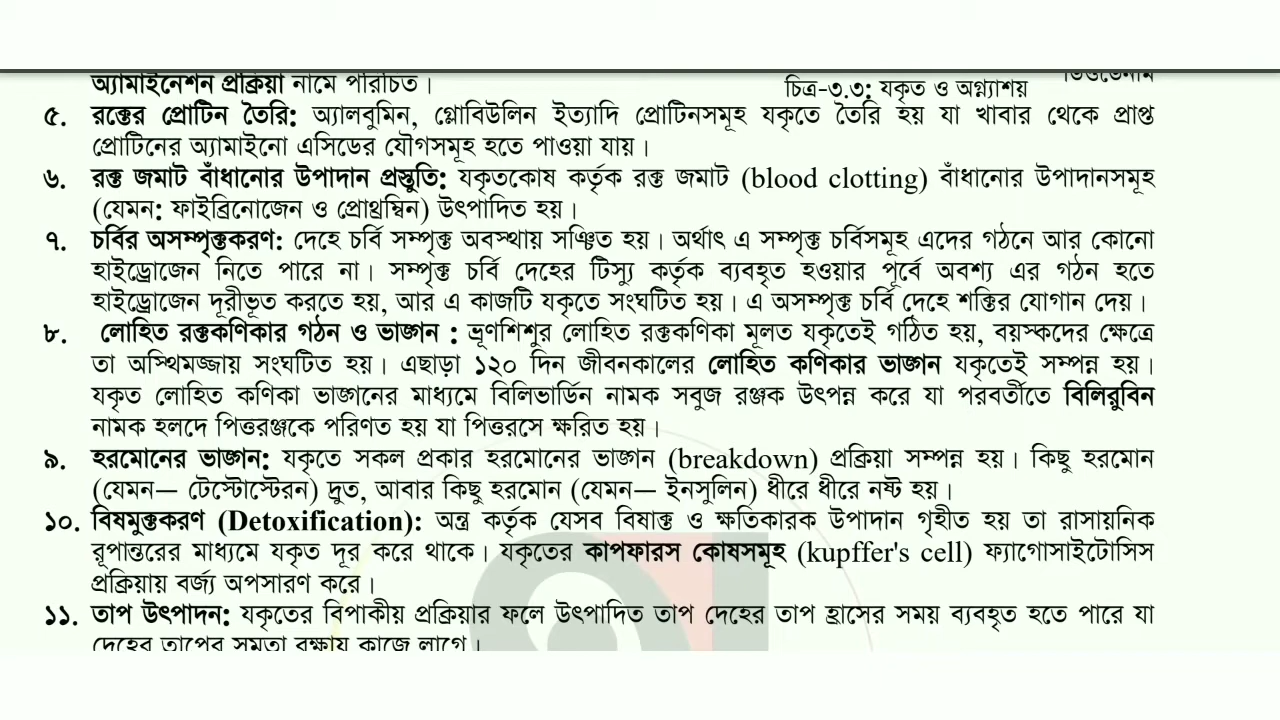 অ্যামাইনেশন প্রক্রিয়া নামে পরিচিত।
চিত্র-৩.৩: যকৃত ও অগ্ন্যাশয়
৫. রক্তের প্রোটিন তৈরি: অ্যালবুমিন, গ্লোবিউলিন ইত্যাদি প্রোটিনসমূহ যকৃতে তৈরি হয় যা খাবার থেকে প্রাপ্ত
প্রোটিনের অ্যামাইনো এসিডের যৌগসমূহ হতে পাওয়া যায়।
৬. রক্ত জমাট বাঁধানোর উপাদান প্রস্তুতি: যকৃতকোষ কর্তৃক রক্ত জমাট (blood clotting) বাঁধানোর উপাদানসমূহ
(যেমন: ফাইব্রিনোজেন ও প্রোথ্রম্বিন) উৎপাদিত হয়।
৭. চর্বির অসম্পৃক্তকরণ: দেহে চর্বি সম্পৃক্ত অবস্থায় সঞ্চিত হয়। অর্থাৎ এ সম্পৃক্ত চর্বিসমূহ এদের গঠনে আর কোনো
হাইড্রোজেন নিতে পারে না। সম্পৃক্ত চর্বি দেহের টিস্যু কর্তৃক ব্যবহৃত হওয়ার পূর্বে অবশ্য এর গঠন হতে
হাইড্রোজেন দূরীভূত করতে হয়, আর এ কাজটি যকৃতে সংঘটিত হয়। এ অসম্পৃক্ত চর্বি দেহে শক্তির যোগান দেয়।
৮. লোহিত রক্তকণিকার গঠন ও ভাঙ্গন : ভ্রূণশিশুর লোহিত রক্তকণিকা মূলত যকৃতেই গঠিত হয়, বয়স্কদের ক্ষেত্রে
তা অস্থিমজ্জায় সংঘটিত হয়। এছাড়া ১২০ দিন জীবনকালের লোহিত কণিকার ভাঙ্গন যকৃতেই সম্পন্ন হয়।
যকৃত লোহিত কণিকা ভাঙ্গানের মাধ্যমে বিলিভার্ডিন নামক সবুজ রঞ্জক উৎপন্ন করে যা পরবর্তীতে বিলিরুবিন
নামক হলদে পিত্তরঞ্জকে পরিণত হয় যা পিত্তরসে ক্ষরিত হয়।
৯. হরমোনের ভাঙ্গন: যকৃতে সকল প্রকার হরমোনের ভাঙ্গন (breakdown) প্রক্রিয়া সম্পন্ন হয়। কিছু হরমোন
(যেমন— টেস্টোস্টেরন) দ্রুত, আবার কিছু হরমোন (যেমন— ইনসুলিন) ধীরে ধীরে নষ্ট হয়।
১০. বিষমুক্তকরণ (Detoxification): অন্ত্র কর্তৃক যেসব বিষাক্ত ও ক্ষতিকারক উপাদান গৃহীত হয় তা রাসায়নিক
রূপান্তরের মাধ্যমে যকৃত দূর করে থাকে। যকৃতের কাপফারস কোষসমূহ (kupffer's cell) ফ্যাগোসাইটোসিস
প্রক্রিয়ায় বর্জ্য অপসারণ করে।
১১. তাপ উৎপাদন: যকৃতের বিপাকীয় প্রক্রিয়ার ফলে উৎপাদিত তাপ দেহের তাপ হ্রাসের সময় ব্যবহৃত হতে পারে যা
দেহের তাপের সমতা রক্ষায় কাজে লাগে।